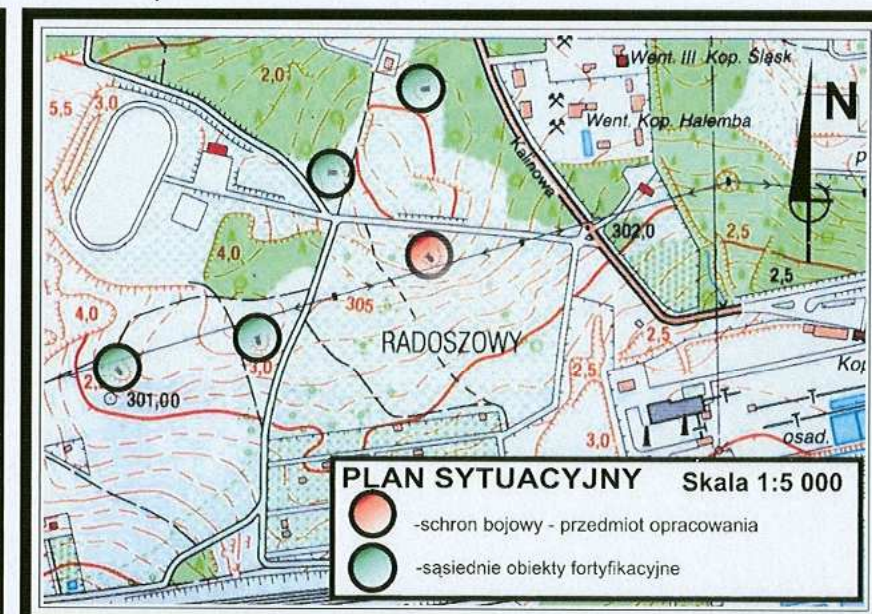 Went. III Kop. Śląsk
2,0
N
5,5
3.0
Went. Kop. Halemba
Kalinowa
302,0
2,5
4,0
2,5
305
4,0
RADOSZOWY
2,5
3,0
2,5
301,00
3,0
osad.
PLAN SYTUACYJNY Skala 1:5 000
-schron bojowy - przedmiot opracowania
-sąsiednie obiekty fortyfikacyjne